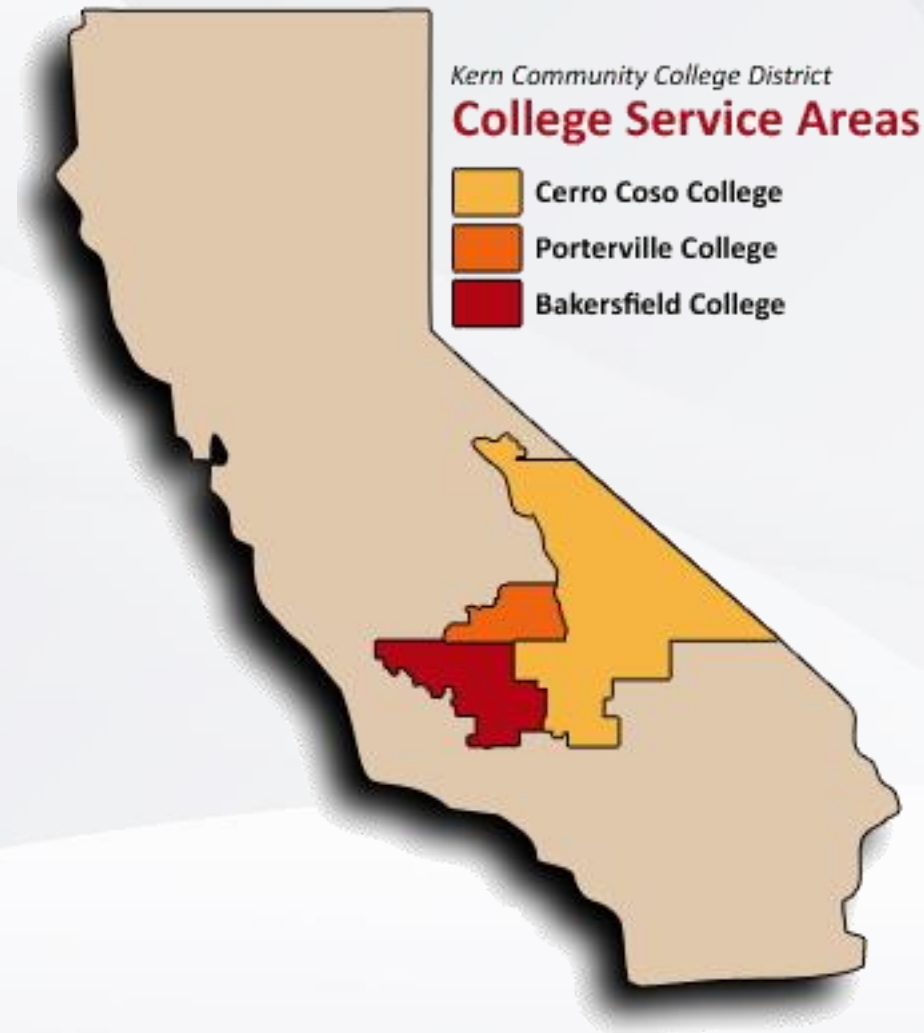 Kern Community College District
College Service Areas
Cerro Coso College
Porterville College
Bakersfield College